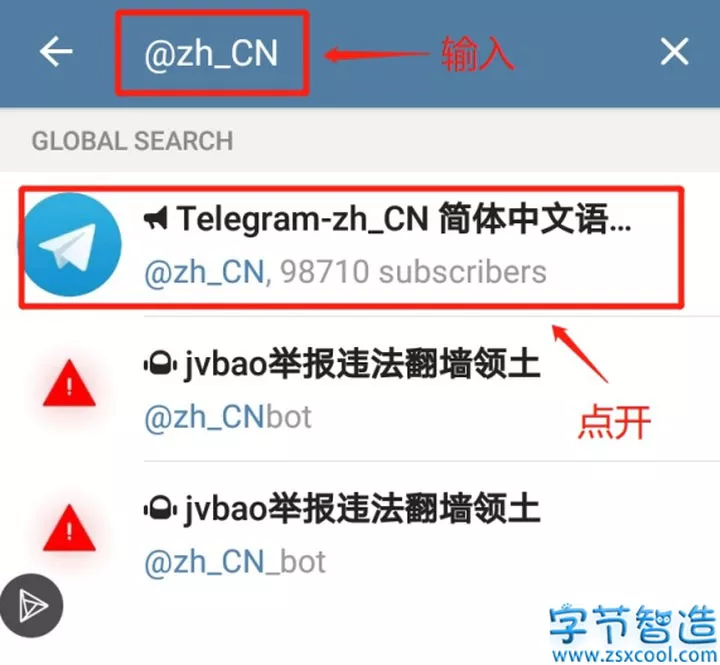 @zh_CN
输入
GLOBAL SEARCH
Telegram-zh_CN 简体中文语...
@zh_CN, 98710 subscribers
jvbao举报违法翻墙领土
@zh_CNbot
点开
jvbao举报违法翻墙领土
@zh_CN_bot
字节智造
www.zsxcool.com